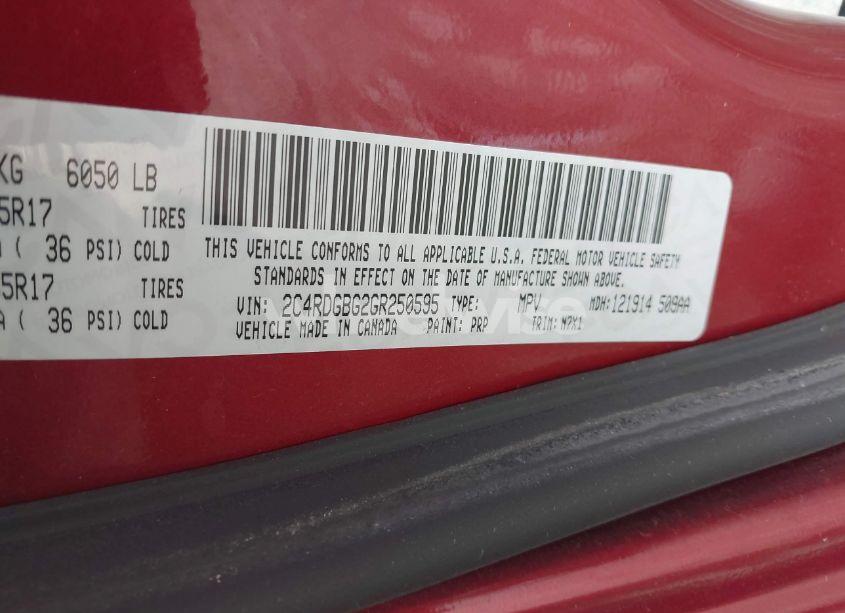 KG 6050 LB
5R17 TIRES
( 36 PSI) COLD
5R17 TIRES
A ( 36 PSI) COLD
THIS VEHICLE CONFORMS TO ALL APPLICABLE U.S.A. FEDERAL MOTOR VEHICLE SAFETY
STANDARDS IN EFFECT ON THE DATE OF MANUFACTURE SHOWN ABOVE.
VIN: 2C4RDGBG2GR250595 TYPE: MPV MDH: 121914 509AA
VEHICLE MADE IN CANADA PAINT: PRP TRIM: M7X1